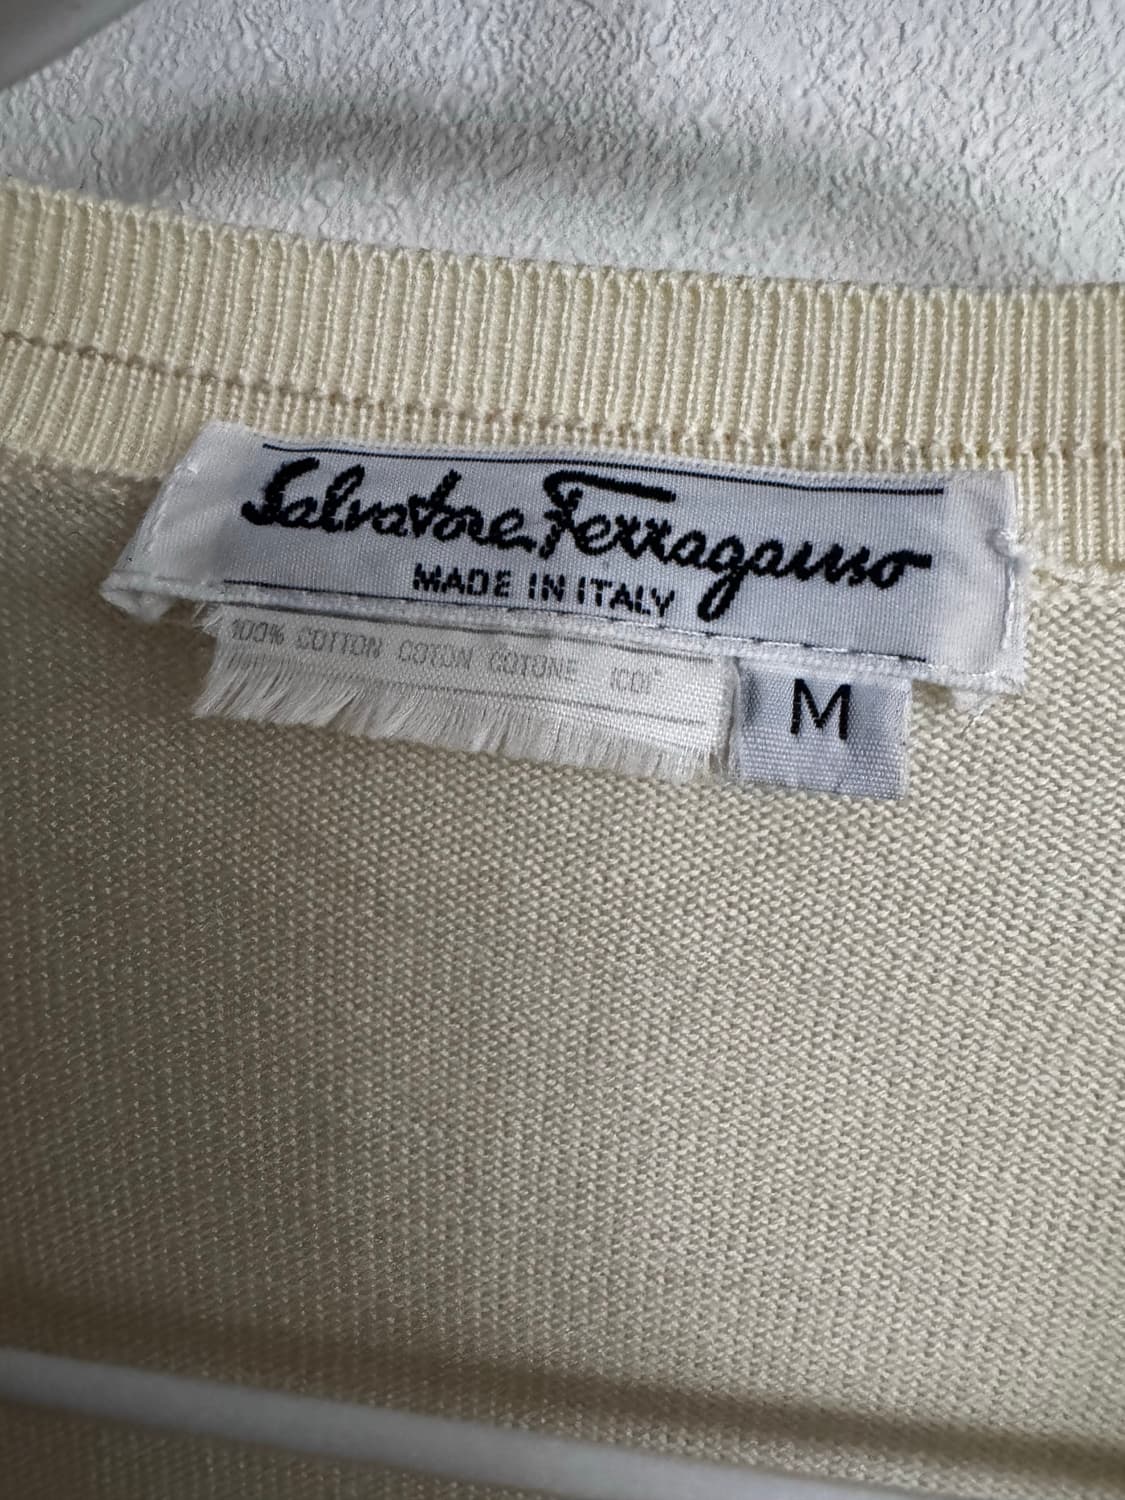 Salvatore Ferragamo
MADE IN ITALY
100% COTTON COTON COTONE
M